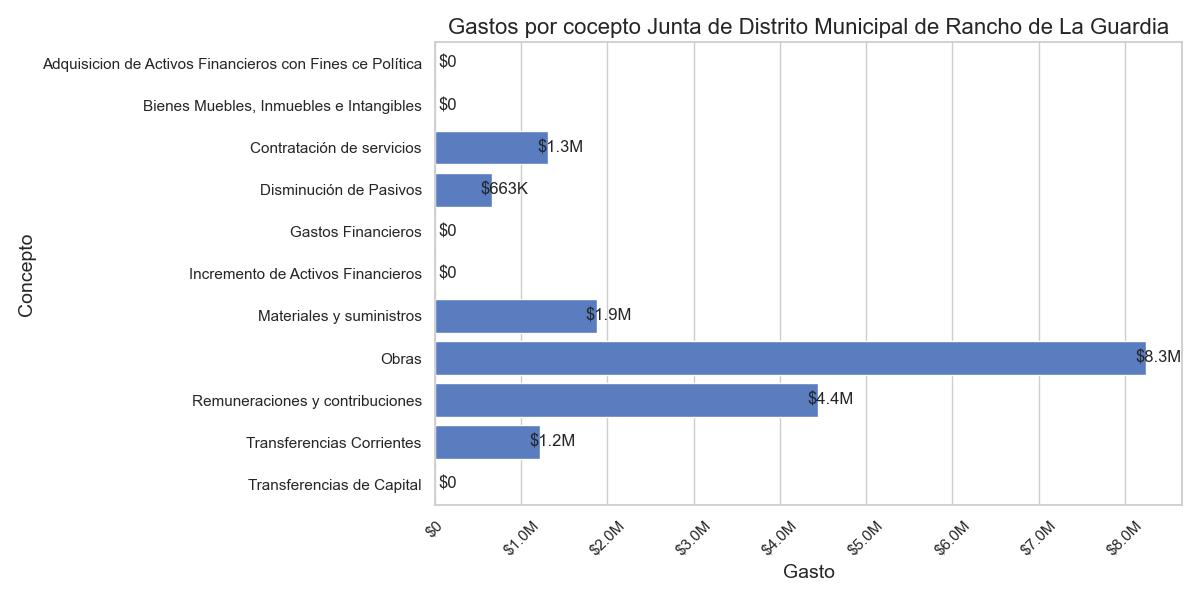 Gastos por cocepto Junta de Distrito Municipal de Rancho de La Guardia
Concepto
Adquisicion de Activos Financieros con Fines ce Política $0
Bienes Muebles, Inmuebles e Intangibles $0
Contratación de servicios $1.3M
Disminución de Pasivos $663K
Gastos Financieros $0
Incremento de Activos Financieros $0
Materiales y suministros $1.9M
Obras $8.3M
Remuneraciones y contribuciones $4.4M
Transferencias Corrientes $1.2M
Transferencias de Capital $0
$0 $1.0M $2.0M $3.0M $4.0M $5.0M $6.0M $7.0M $8.0M
Gasto